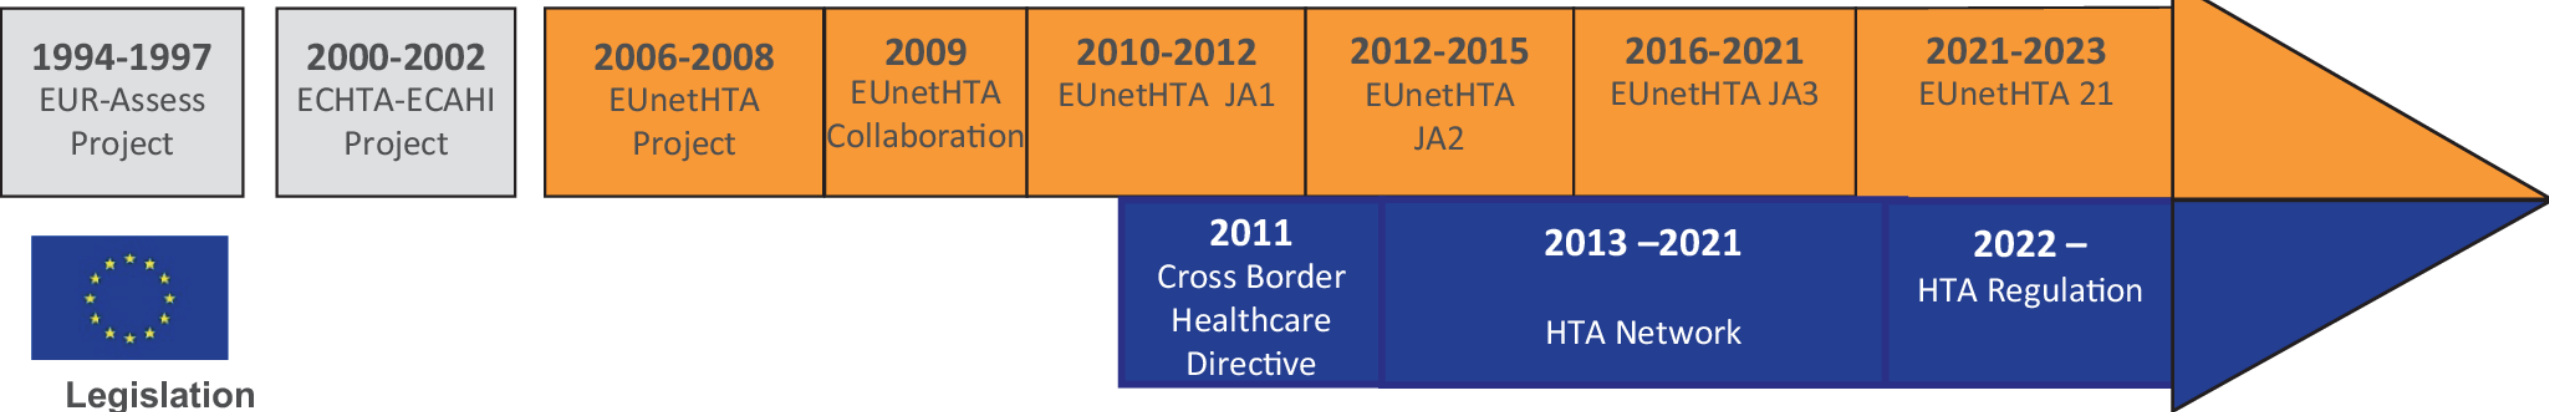 1994-1997
EUR-Assess
Project
2000-2002
ECHTA-ECAHI
Project
2006-2008
EUnetHTA
Project
2009
EUnetHTA
Collaboration
2010-2012
EUnetHTA  JA1
2012-2015
EUnetHTA
JA2
2016-2021
EUnetHTA JA3
2021-2023
EUnetHTA 21
Legislation
2011
Cross Border
Healthcare
Directive
2013 –2021
HTA Network
2022 –
HTA Regulation